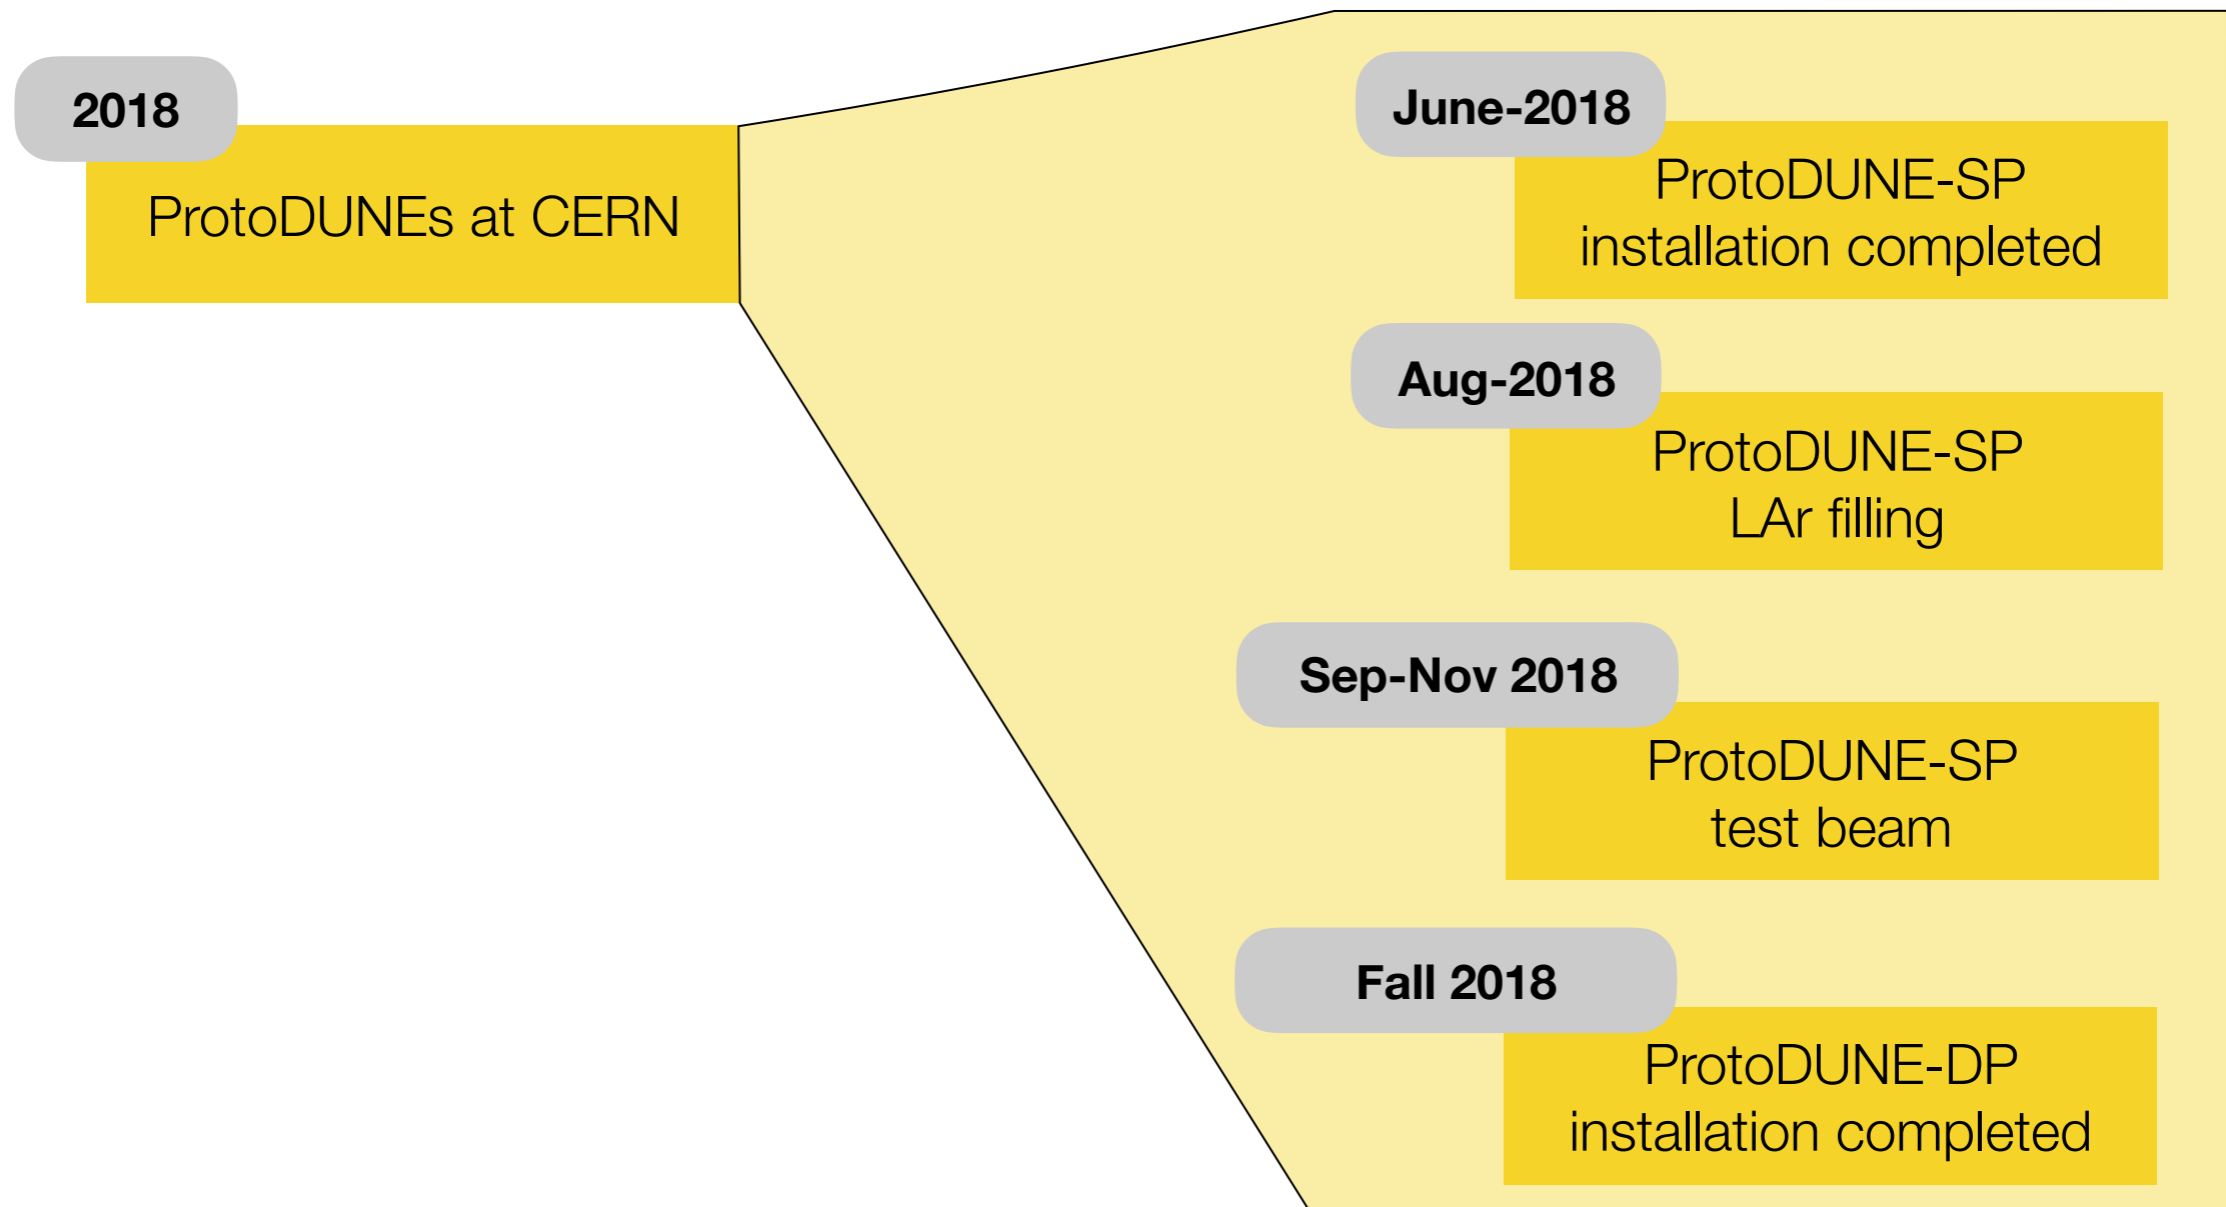 2018
ProtoDUNEs at CERN
June-2018
ProtoDUNE-SP
installation completed
Aug-2018
ProtoDUNE-SP
LAr filling
Sep-Nov 2018
ProtoDUNE-SP
test beam
Fall 2018
ProtoDUNE-DP
installation completed